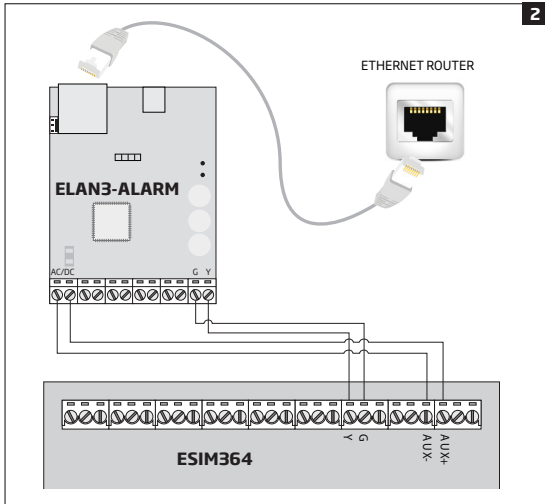 2
ETHERNET ROUTER
ELAN3-ALARM
AC/DC
G Y
Y
G
AUX-
AUX+
ESIM364